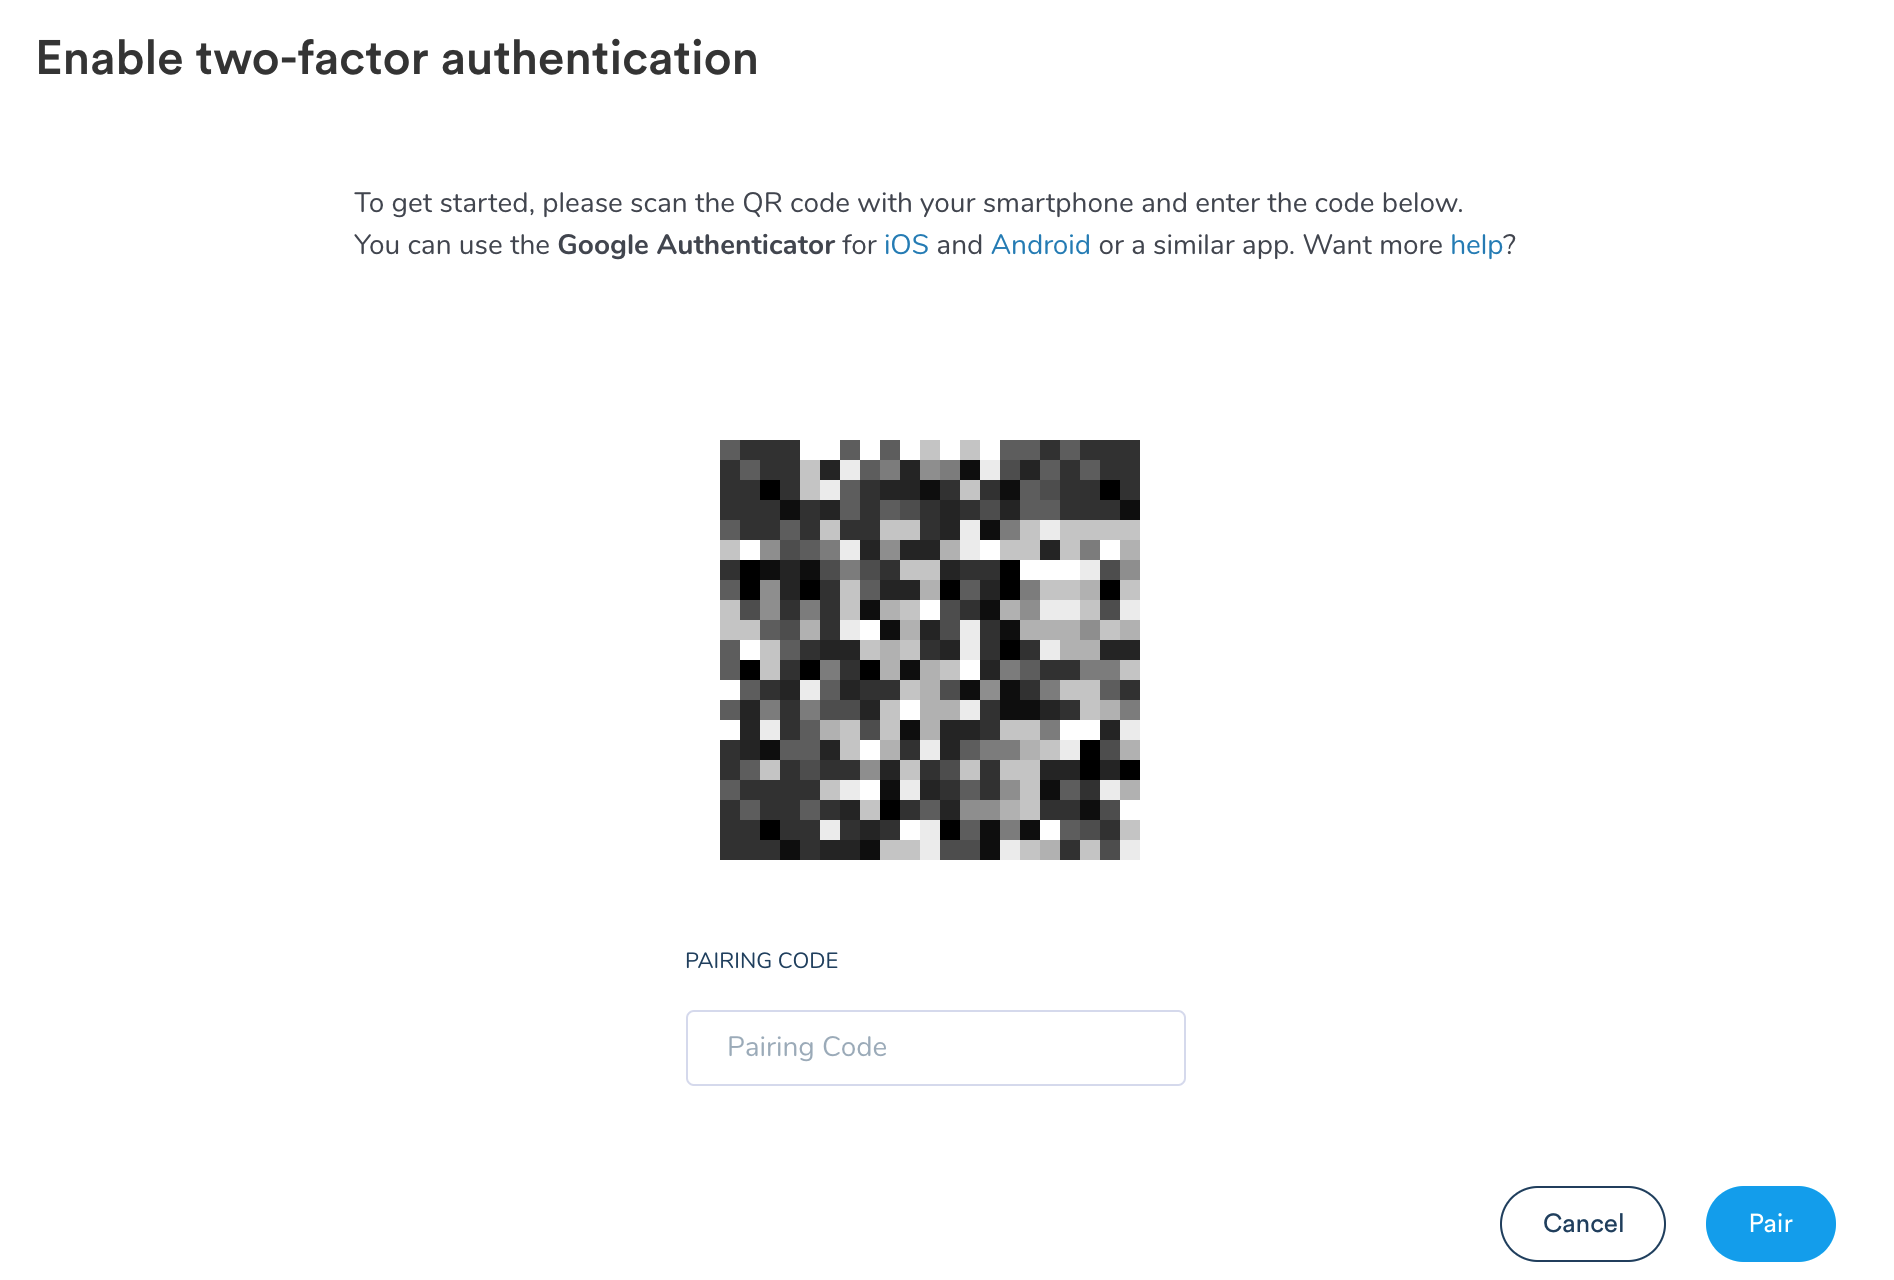 Enable two-factor authentication
To get started, please scan the QR code with your smartphone and enter the code below.
You can use the Google Authenticator for iOS and Android or a similar app. Want more help?
PAIRING CODE
Pairing Code
Cancel
Pair